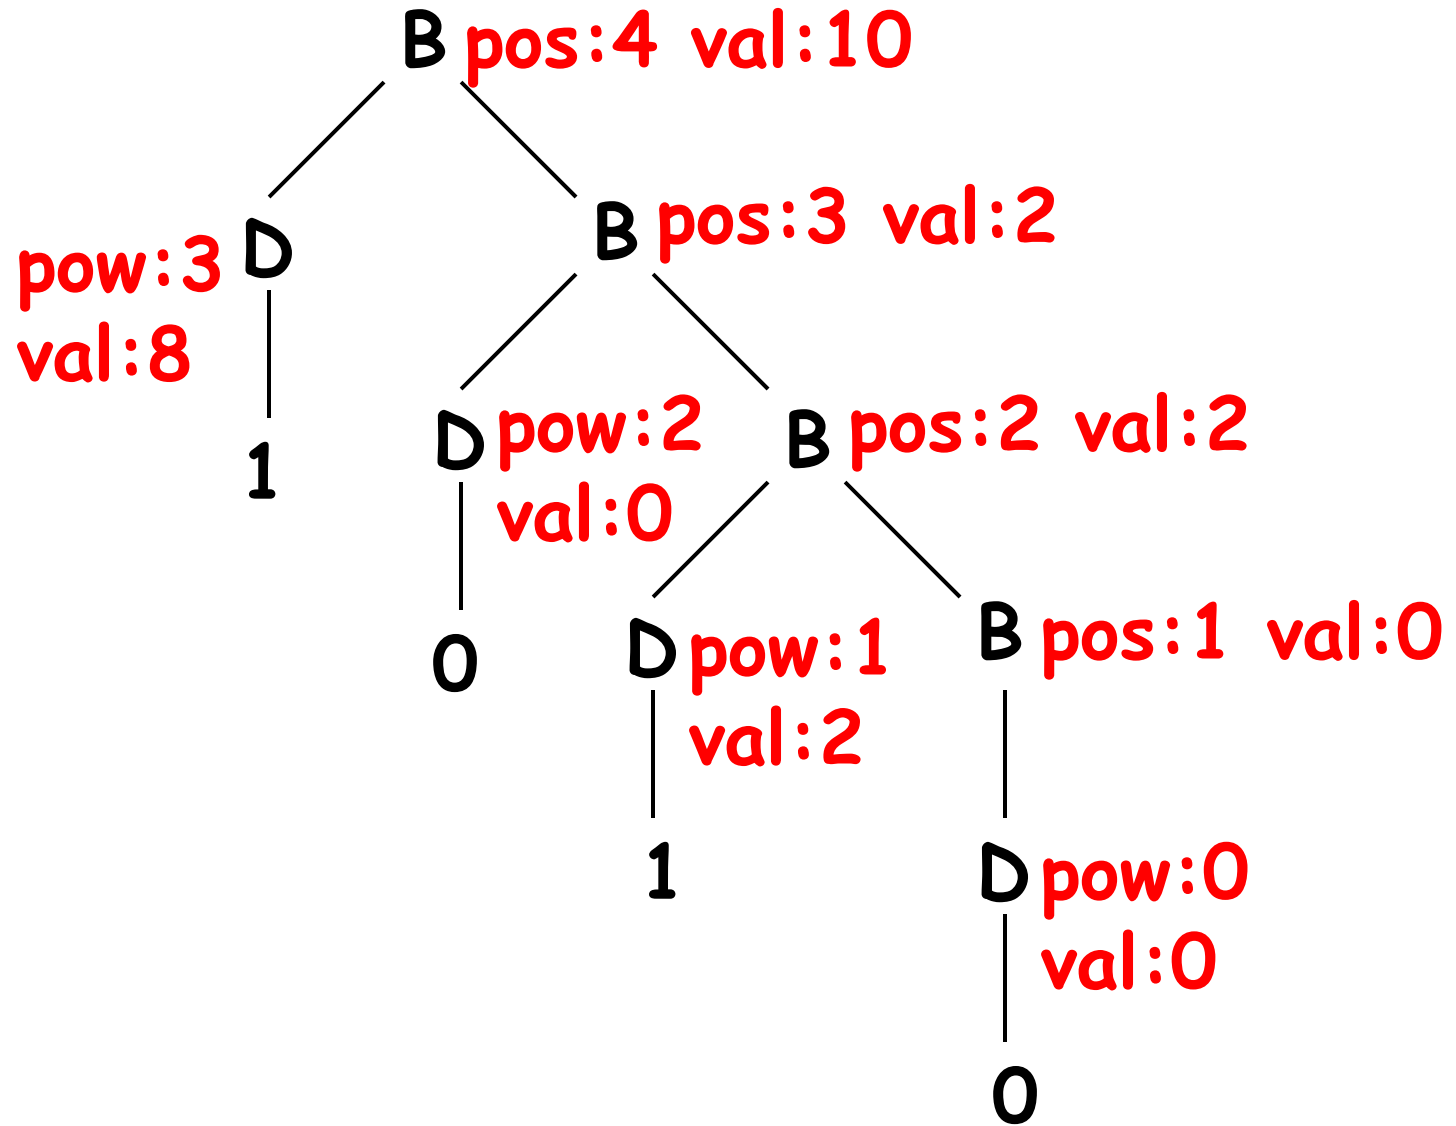 B pos:4 val:10
B pos:3 val:2
pow:3 D
val:8
D pow:2
val:0
B pos:2 val:2
1
0
D pow:1
val:2
B pos:1 val:0
1
D pow:0
val:0
0